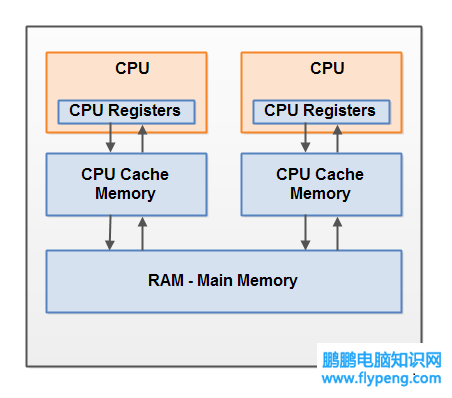 CPU
CPU
CPU Registers
CPU Registers
CPU Cache
Memory
CPU Cache
Memory
RAM - Main Memory
鹏鹏电脑知识网
www.flypeng.com